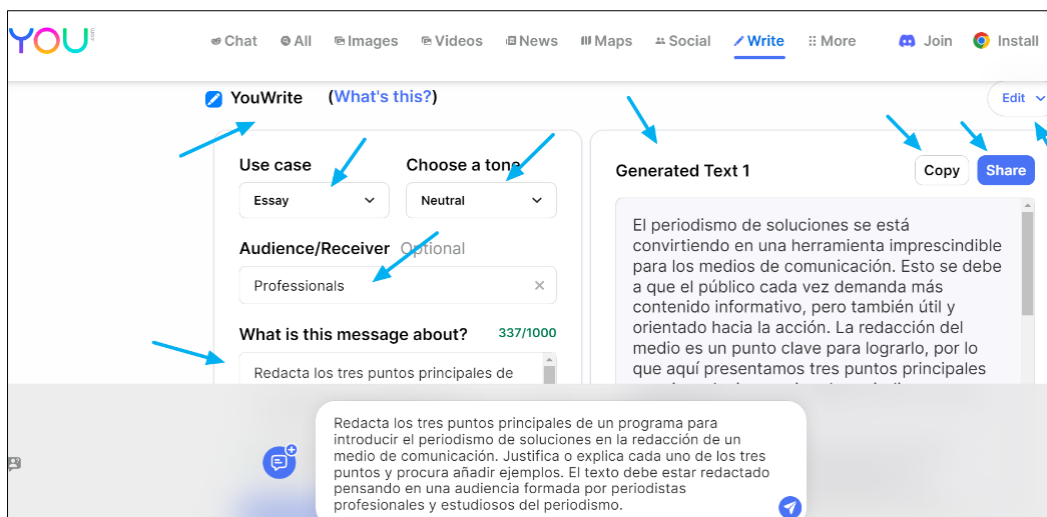 YOU.com
Chat All Images Videos News Maps Social Write More Join Install
YouWrite (What's this?)
Edit
Use case Choose a tone
Essay Neutral
Audience/Receiver Optional
Professionals
What is this message about? 337/1000
Redacta los tres puntos principales de
Generated Text 1 Copy Share
El periodismo de soluciones se está
convirtiendo en una herramienta imprescindible
para los medios de comunicación. Esto se debe
a que el público cada vez demanda más
contenido informativo, pero también útil y
orientado hacia la acción. La redacción del
medio es un punto clave para lograrlo, por lo
que aquí presentamos tres puntos principales
Redacta los tres puntos principales de un programa para
introducir el periodismo de soluciones en la redacción de un
medio de comunicación. Justifica o explica cada uno de los tres
puntos y procura añadir ejemplos. El texto debe estar redactado
pensando en una audiencia formada por periodistas
profesionales y estudiosos del periodismo.